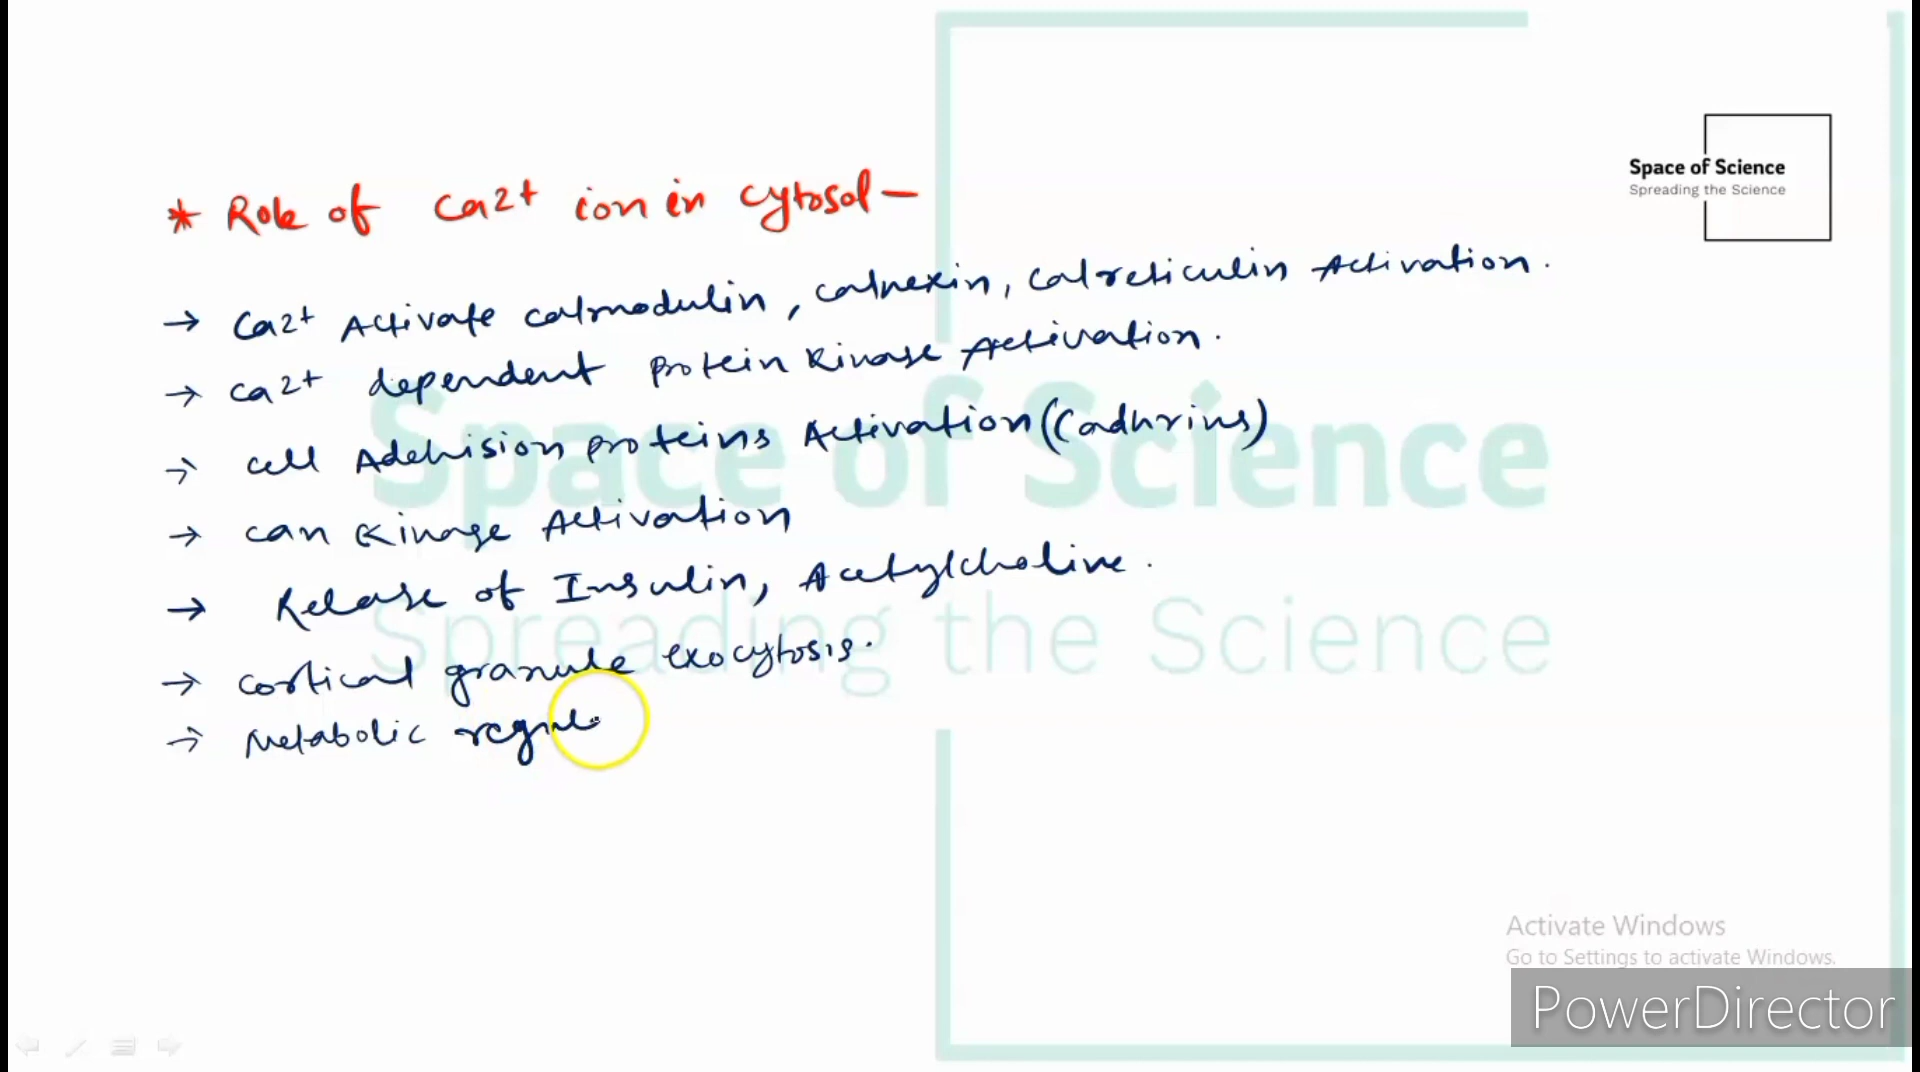 Space of Science
Spreading the Science
* Role of Ca2+ ion in cytosol —
→ Ca2+ Activate calmodulin, calnexin, calreticulin Activation.
→ Ca2+ dependent Protein Kinase Activation.
→ Cell Adehision proteins Activation (Cadhrins)
→ Cam Kinase Activation
→ Release of Insulin, Acetylcholine.
→ Cortical granule exocytosis.
→ Metabolic regul
Space of Science
Spreading the Science
Activate Windows
Go to Settings to activate Windows.
PowerDirector